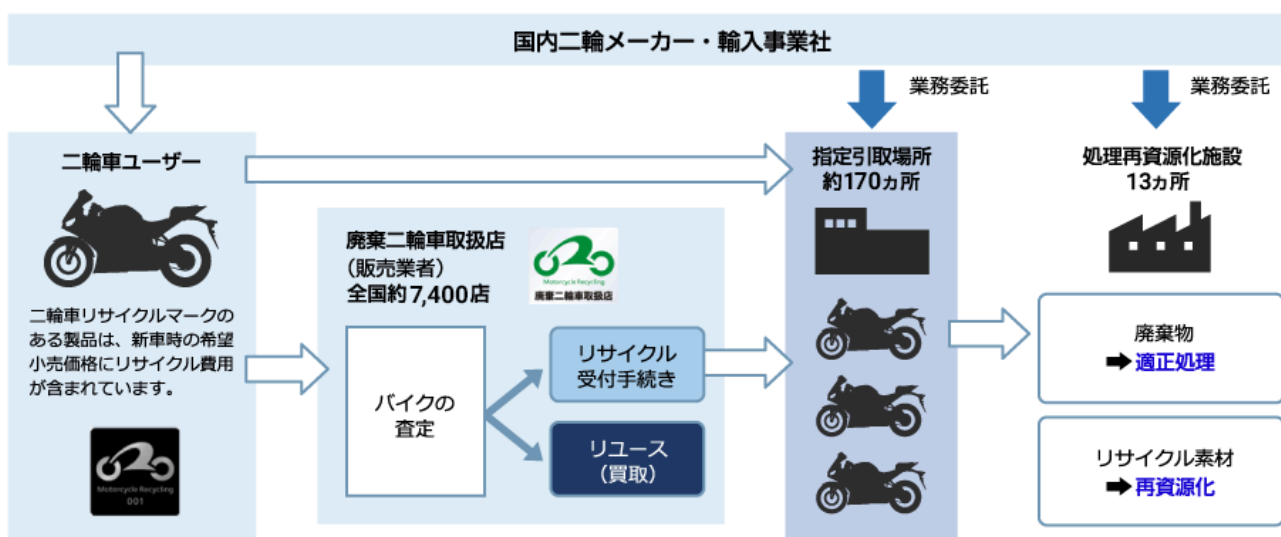 国内二輪メーカー・輸入事業社
業務委託
業務委託
二輪車ユーザー
二輪車リサイクルマークの
ある製品は、新車時の希望
小売価格にリサイクル費用
が含まれています。
Motorcycle Recycling
001
廃棄二輪車取扱店
（販売業者）
全国約7,400店
Motorcycle Recycling
廃棄二輪車取扱店
バイクの
査定
リサイクル
受付手続き
リユース
（買取）
指定引取場所
約170ヵ所
処理再資源化施設
13ヵ所
廃棄物
➡適正処理
リサイクル素材
➡再資源化